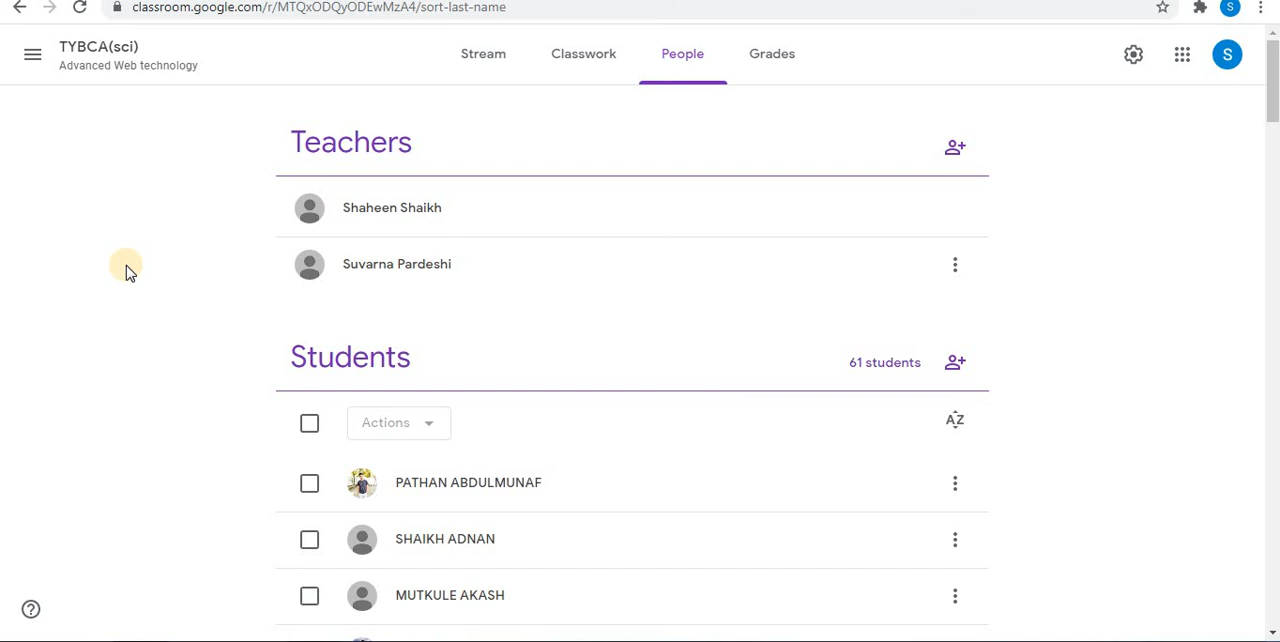 classroom.google.com/r/MTQxODQyODEwMzA4/sort-last-name
S
TYBCA(sci)
Advanced Web technology
Stream
Classwork
People
Grades
S
Teachers
Shaheen Shaikh
Suvarna Pardeshi
Students
61 students
Actions
AZ
PATHAN ABDULMUNAF
SHAIKH ADNAN
MUTKULE AKASH